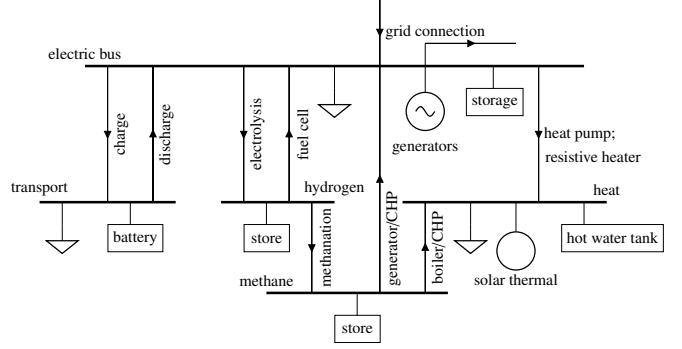 grid connection
electric bus
storage
generators
charge
discharge
electrolysis
fuel cell
heat pump;
resistive heater
transport
hydrogen
heat
battery
store
methanation
generator/CHP
boiler/CHP
hot water tank
solar thermal
methane
store